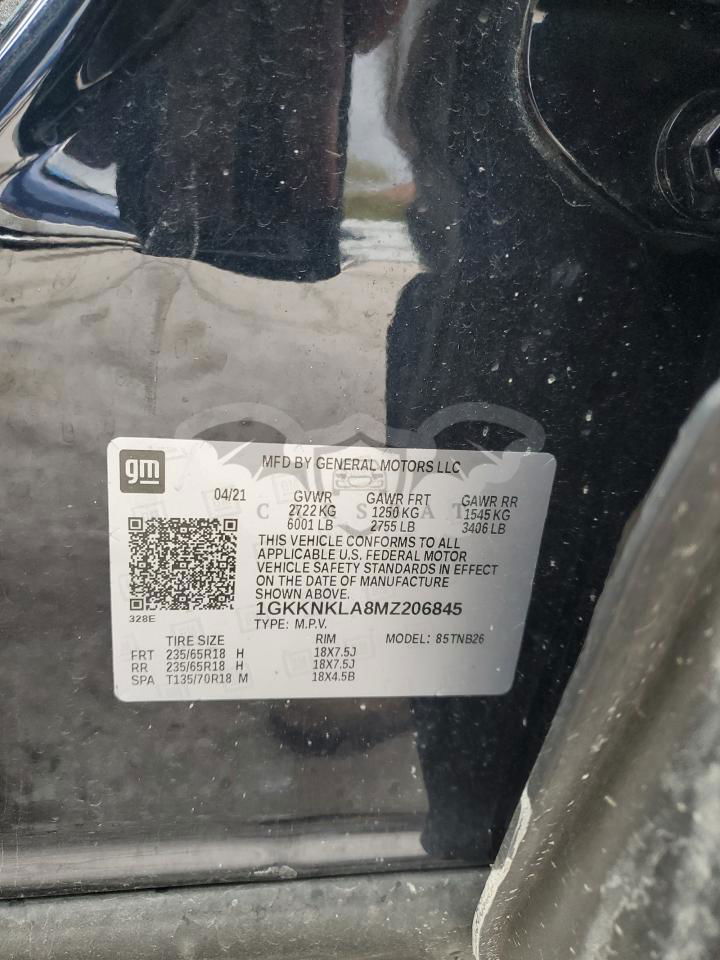 gm
MFD BY GENERAL MOTORS LLC
04/21 GVWR GAWR FRT GAWR RR
2722 KG 1250 KG 1545 KG
6001 LB 2755 LB 3406 LB
THIS VEHICLE CONFORMS TO ALL
APPLICABLE U.S. FEDERAL MOTOR
VEHICLE SAFETY STANDARDS IN EFFECT
ON THE DATE OF MANUFACTURE
SHOWN ABOVE.
328E
1GKKNKLA8MZ206845
TYPE: M.P.V. MODEL: 85TNB26
TIRE SIZE RIM
FRT 235/65R18 H 18X7.5J
RR 235/65R18 H 18X7.5J
SPA T135/70R18 M 18X4.5B